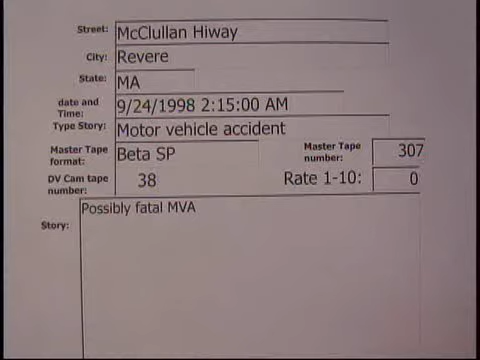 Street: McClullan Hiway
City: Revere
State: MA
date and Time: 9/24/1998 2:15:00 AM
Type Story: Motor vehicle accident
Master Tape format: Beta SP Master Tape number: 307
DV Cam tape number: 38 Rate 1-10: 0
Story: Possibly fatal MVA